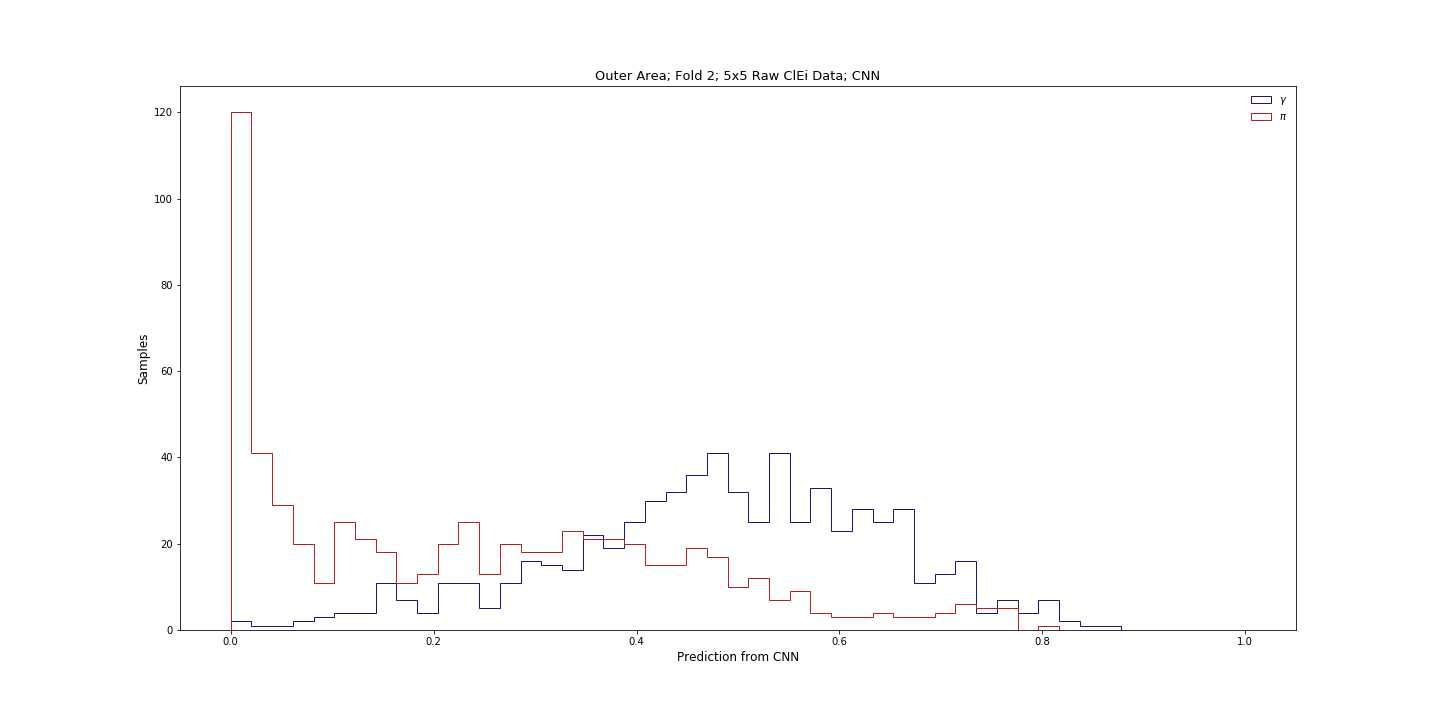 Outer Area; Fold 2; 5x5 Raw ClEi Data; CNN
γ
π
120
100
80
60
40
20
0
Samples
0.0 0.2 0.4 0.6 0.8 1.0
Prediction from CNN